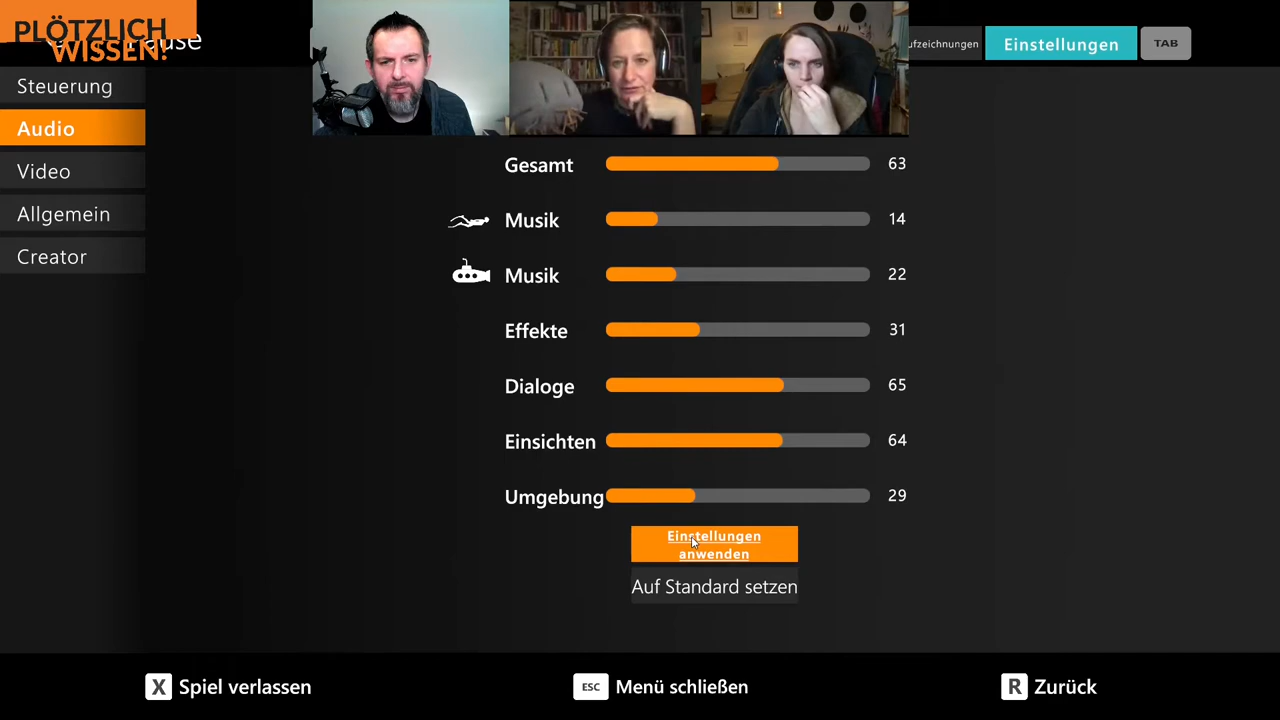 PLÖTZLICH
WISSEN!
ufzeichnungen
Einstellungen
TAB
Steuerung
Audio
Video
Allgemein
Creator
Gesamt 63
Musik 14
Musik 22
Effekte 31
Dialoge 65
Einsichten 64
Umgebung 29
Einstellungen
anwenden
Auf Standard setzen
X Spiel verlassen
ESC Menü schließen
R Zurück